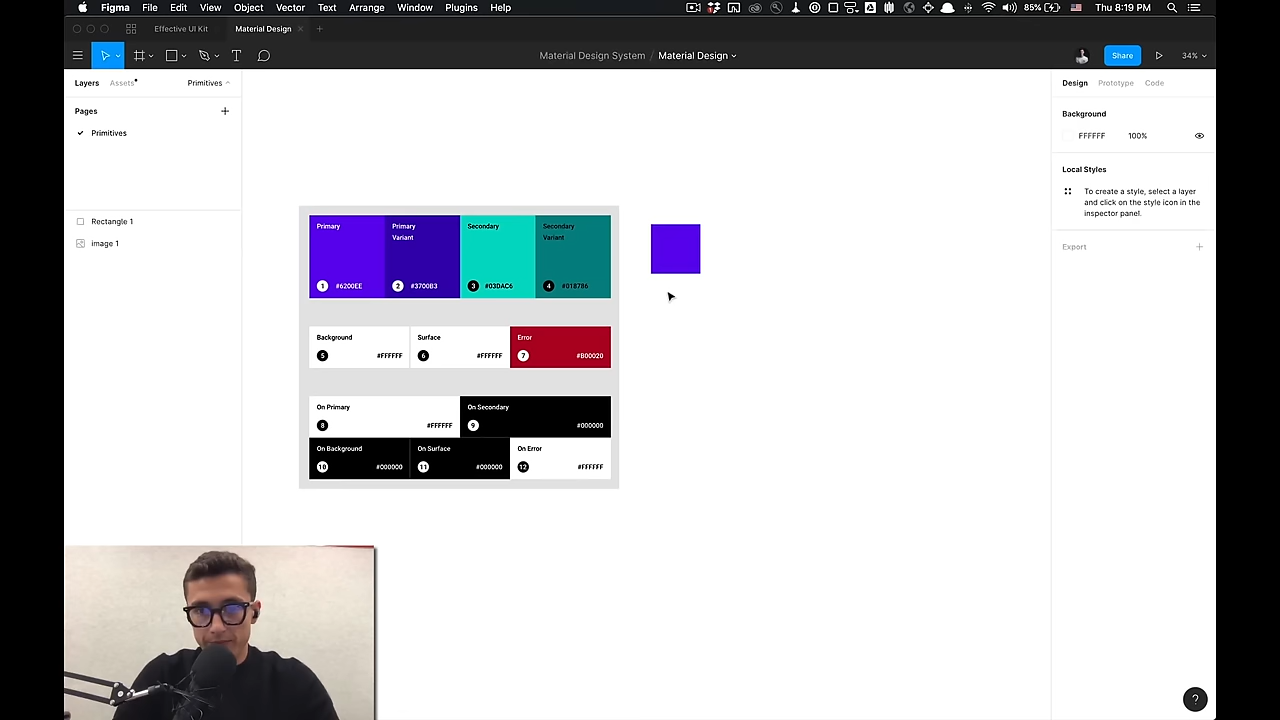 Figma File Edit View Object Vector Text Arrange Window Plugins Help 85% Thu 8:19 PM
Effective UI Kit Material Design
Material Design System / Material Design Share 34%
Layers Assets Primitives
Pages
Primitives
Rectangle 1
image 1
Primary
1 #6200EE
Primary
Variant
2 #3700B3
Secondary
3 #03DAC6
Secondary
Variant
4 #018786
Background
5 #FFFFFF
Surface
6 #FFFFFF
Error
7 #B00020
On Primary
8 #FFFFFF
On Secondary
9 #000000
On Background
10 #000000
On Surface
11 #000000
On Error
12 #FFFFFF
Design Prototype Code
Background
FFFFFF 100%
Local Styles
To create a style, select a layer
and click on the style icon in the
inspector panel.
Export
?